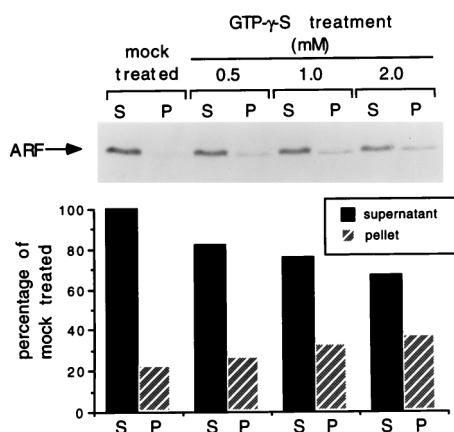 GTP-γ-S treatment
(mM)
mock
treated
0.5 1.0 2.0
S P S P S P S P
ARF
percentage of
mock treated
100
80
60
40
20
0
supernatant
pellet
S P S P S P S P